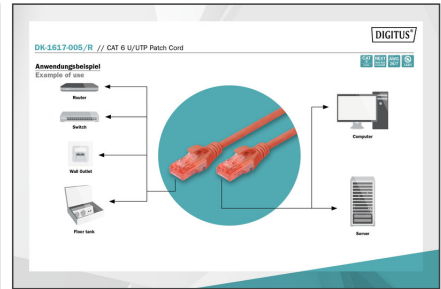 DIGITUS®
DK-1617-005/R // CAT 6 U/UTP Patch Cord
Anwendungsbeispiel
Example of use
Router
Switch
Wall Outlet
Floor tank
Computer
Server